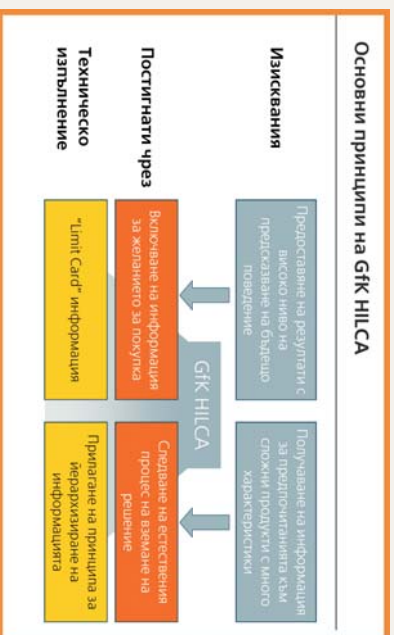 Основни принципи на GfK HILCA
Изисквания
Предоставяне на резултати с
високо ниво на
предсказване на бъдещо
поведение
Получаване на информация
за предпочитанията към
сложни продукти с много
характеристики
GfK HILCA
Постигнати чрез
Включване на информация
за желанието за покупка
Следване на естествения
процес на вземане на
решение
Техническо
изпълнение
"Limit Card" информация
Прилагане на принципа за
йерархизиране на
информацията